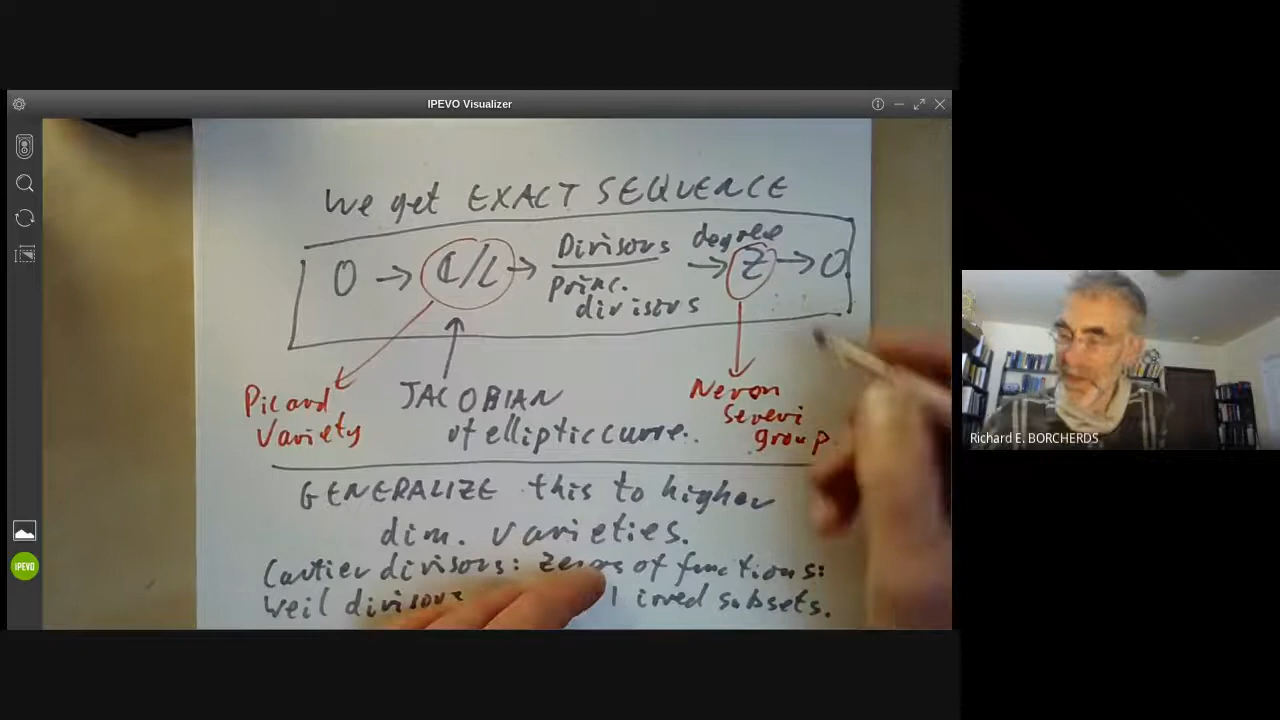 IPEVO Visualizer
We get EXACT SEQUENCE
0 → ℂ/L → Divisors / princ. divisors degree → Z → 0
Picard
Variety
JACOBIAN
of elliptic curve.
Neron
Severi
group
GENERALIZE this to higher
dim. varieties.
Cartier divisors: Zeros of functions:
Weil divisors 1 irred subsets.
Richard E. BORCHERDS
IPEVO